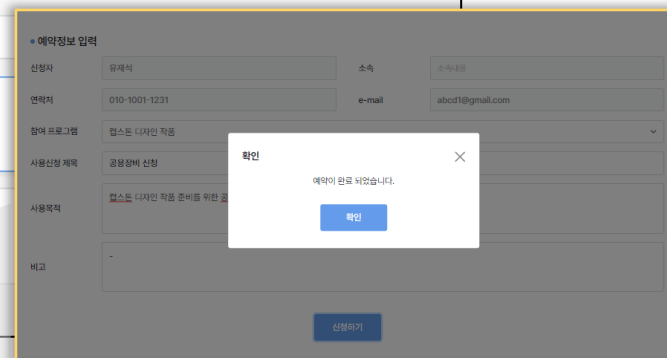 예약정보 입력
신청자 유재석 소속 소속내용
연락처 010-1001-1231 e-mail abcd1@gmail.com
참여 프로그램 캡스톤 디자인 작품
확인
사용신청 제목 공용장비 신청
예약이 완료 되었습니다.
사용목적 캡스톤 디자인 작품 준비를 위한 공
확인
비고 -
신청하기